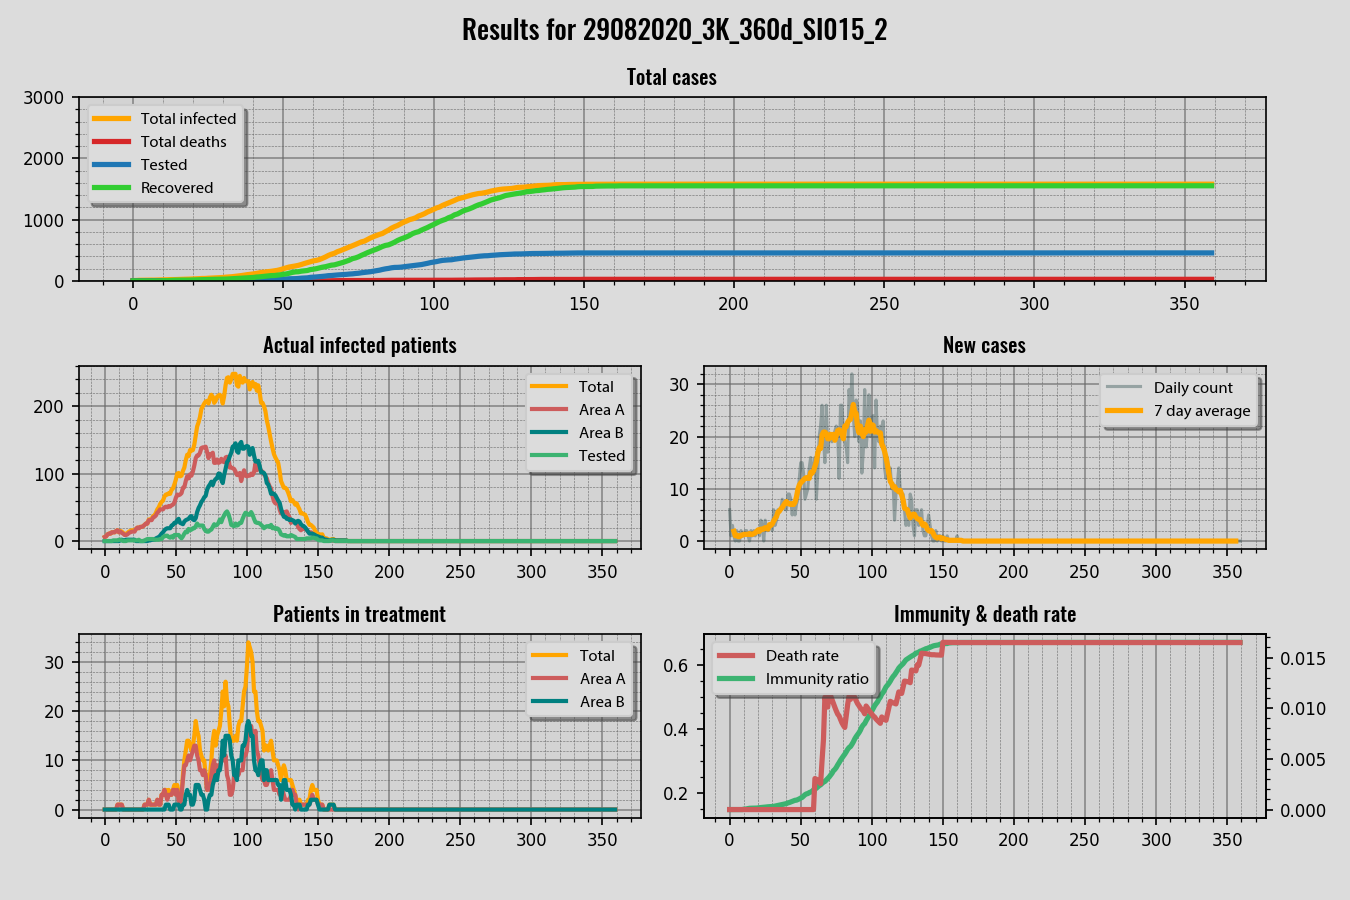 Results for 29082020_3K_360d_SI015_2
Total cases
3000
2000
1000
0
Total infected
Total deaths
Tested
Recovered
0 50 100 150 200 250 300 350
Actual infected patients
200
100
0
Total
Area A
Area B
Tested
0 50 100 150 200 250 300 350
New cases
30
20
10
0
Daily count
7 day average
0 50 100 150 200 250 300 350
Patients in treatment
30
20
10
0
Total
Area A
Area B
0 50 100 150 200 250 300 350
Immunity & death rate
0.6
0.4
0.2
Death rate
Immunity ratio
0.015
0.010
0.005
0.000
0 50 100 150 200 250 300 350